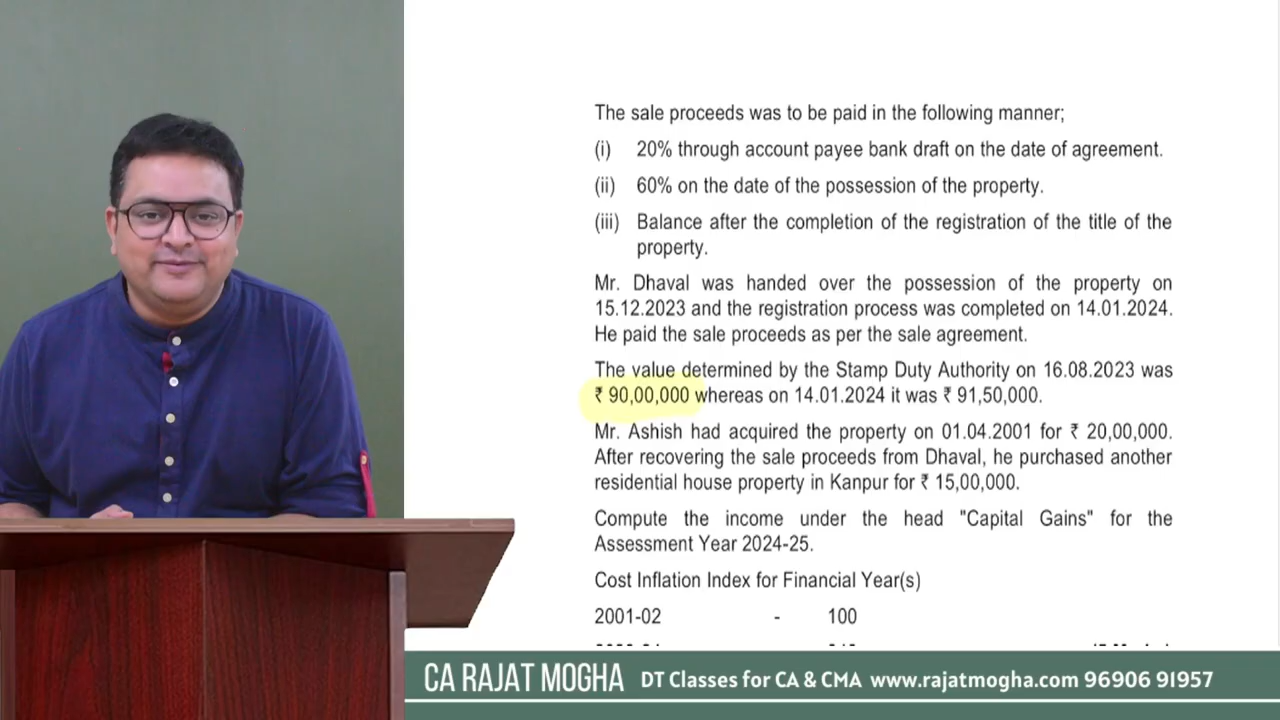 The sale proceeds was to be paid in the following manner;
(i) 20% through account payee bank draft on the date of agreement.
(ii) 60% on the date of the possession of the property.
(iii) Balance after the completion of the registration of the title of the
property.
Mr. Dhaval was handed over the possession of the property on
15.12.2023 and the registration process was completed on 14.01.2024.
He paid the sale proceeds as per the sale agreement.
The value determined by the Stamp Duty Authority on 16.08.2023 was
₹ 90,00,000 whereas on 14.01.2024 it was ₹ 91,50,000.
Mr. Ashish had acquired the property on 01.04.2001 for ₹ 20,00,000.
After recovering the sale proceeds from Dhaval, he purchased another
residential house property in Kanpur for ₹ 15,00,000.
Compute the income under the head "Capital Gains" for the
Assessment Year 2024-25.
Cost Inflation Index for Financial Year(s)
2001-02 - 100
CA RAJAT MOGHA DT Classes for CA & CMA www.rajatmogha.com 96906 91957